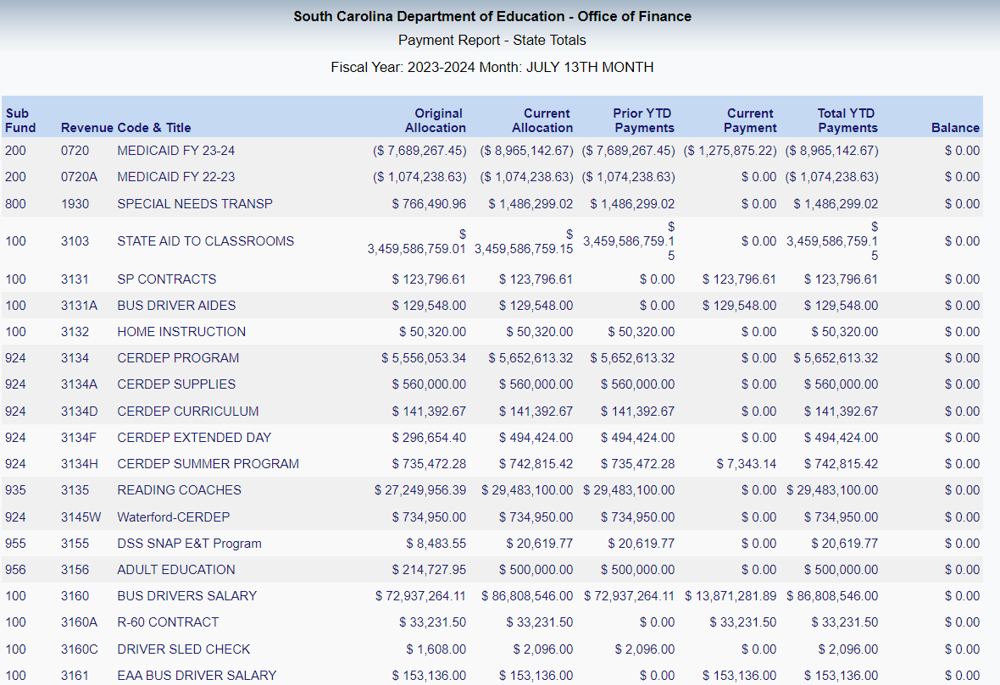 South Carolina Department of Education - Office of Finance
Payment Report - State Totals
Fiscal Year: 2023-2024 Month: JULY 13TH MONTH
Sub Fund Revenue Code & Title Original Allocation Current Allocation Prior YTD Payments Current Payment Total YTD Payments Balance
200 0720 MEDICAID FY 23-24 ($ 7,689,267.45) ($ 8,965,142.67) ($ 7,689,267.45) ($ 1,275,875.22) ($ 8,965,142.67) $ 0.00
200 0720A MEDICAID FY 22-23 ($ 1,074,238.63) ($ 1,074,238.63) ($ 1,074,238.63) $ 0.00 ($ 1,074,238.63) $ 0.00
800 1930 SPECIAL NEEDS TRANSP $ 766,490.96 $ 1,486,299.02 $ 1,486,299.02 $ 0.00 $ 1,486,299.02 $ 0.00
100 3103 STATE AID TO CLASSROOMS $ 3,459,586,759.01 $ 3,459,586,759.15 $ 3,459,586,759.15 $ 0.00 $ 3,459,586,759.15 $ 0.00
100 3131 SP CONTRACTS $ 123,796.61 $ 123,796.61 $ 0.00 $ 123,796.61 $ 123,796.61 $ 0.00
100 3131A BUS DRIVER AIDES $ 129,548.00 $ 129,548.00 $ 0.00 $ 129,548.00 $ 129,548.00 $ 0.00
100 3132 HOME INSTRUCTION $ 50,320.00 $ 50,320.00 $ 50,320.00 $ 0.00 $ 50,320.00 $ 0.00
924 3134 CERDEP PROGRAM $ 5,556,053.34 $ 5,652,613.32 $ 5,652,613.32 $ 0.00 $ 5,652,613.32 $ 0.00
924 3134A CERDEP SUPPLIES $ 560,000.00 $ 560,000.00 $ 560,000.00 $ 0.00 $ 560,000.00 $ 0.00
924 3134D CERDEP CURRICULUM $ 141,392.67 $ 141,392.67 $ 141,392.67 $ 0.00 $ 141,392.67 $ 0.00
924 3134F CERDEP EXTENDED DAY $ 296,654.40 $ 494,424.00 $ 494,424.00 $ 0.00 $ 494,424.00 $ 0.00
924 3134H CERDEP SUMMER PROGRAM $ 735,472.28 $ 742,815.42 $ 735,472.28 $ 7,343.14 $ 742,815.42 $ 0.00
935 3135 READING COACHES $ 27,249,956.39 $ 29,483,100.00 $ 29,483,100.00 $ 0.00 $ 29,483,100.00 $ 0.00
924 3145W Waterford-CERDEP $ 734,950.00 $ 734,950.00 $ 734,950.00 $ 0.00 $ 734,950.00 $ 0.00
955 3155 DSS SNAP E&T Program $ 8,483.55 $ 20,619.77 $ 20,619.77 $ 0.00 $ 20,619.77 $ 0.00
956 3156 ADULT EDUCATION $ 214,727.95 $ 500,000.00 $ 500,000.00 $ 0.00 $ 500,000.00 $ 0.00
100 3160 BUS DRIVERS SALARY $ 72,937,264.11 $ 86,808,546.00 $ 72,937,264.11 $ 13,871,281.89 $ 86,808,546.00 $ 0.00
100 3160A R-60 CONTRACT $ 33,231.50 $ 33,231.50 $ 0.00 $ 33,231.50 $ 33,231.50 $ 0.00
100 3160C DRIVER SLED CHECK $ 1,608.00 $ 2,096.00 $ 2,096.00 $ 0.00 $ 2,096.00 $ 0.00
100 3161 EAA BUS DRIVER SALARY $ 153,136.00 $ 153,136.00 $ 0.00 $ 153,136.00 $ 153,136.00 $ 0.00